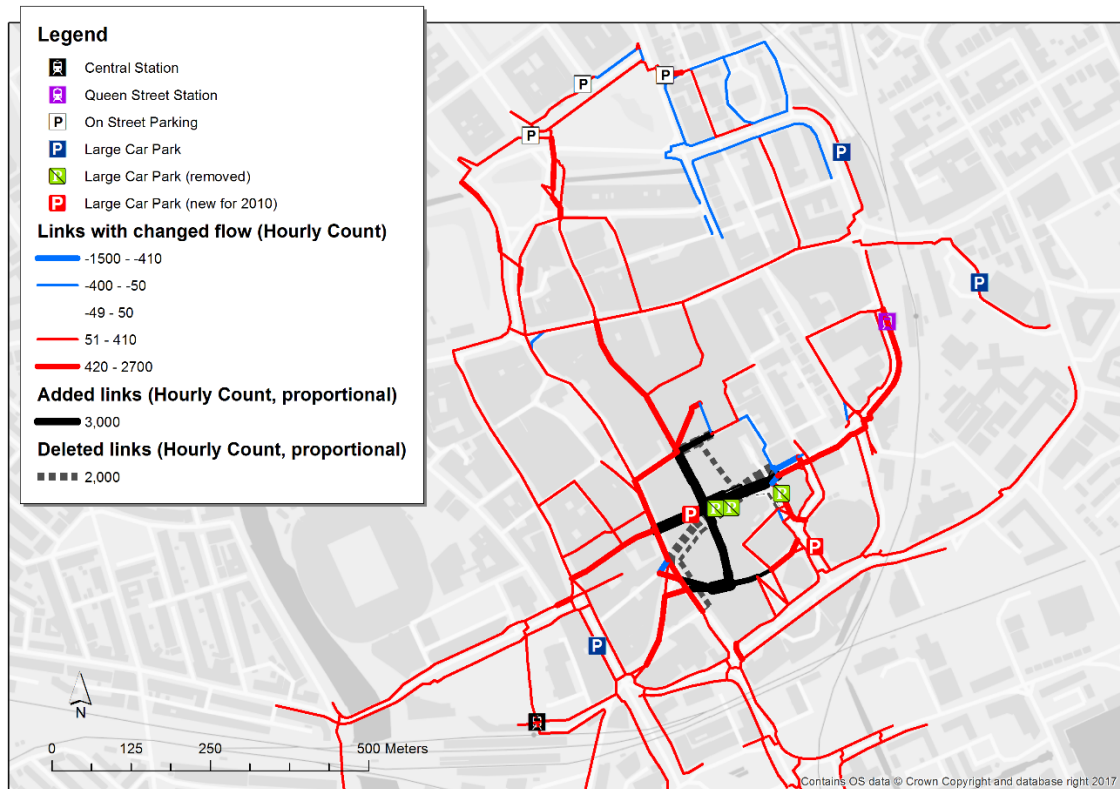 Legend
Central Station
Queen Street Station
P On Street Parking
P Large Car Park
P Large Car Park (removed)
P Large Car Park (new for 2010)
Links with changed flow (Hourly Count)
-1500 - -410
-400 - -50
-49 - 50
51 - 410
420 - 2700
Added links (Hourly Count, proportional)
3,000
Deleted links (Hourly Count, proportional)
2,000
P
P
P
P
P
P
P
P
P
P
P
N
0 125 250 500 Meters
Contains OS data © Crown Copyright and database right 2017